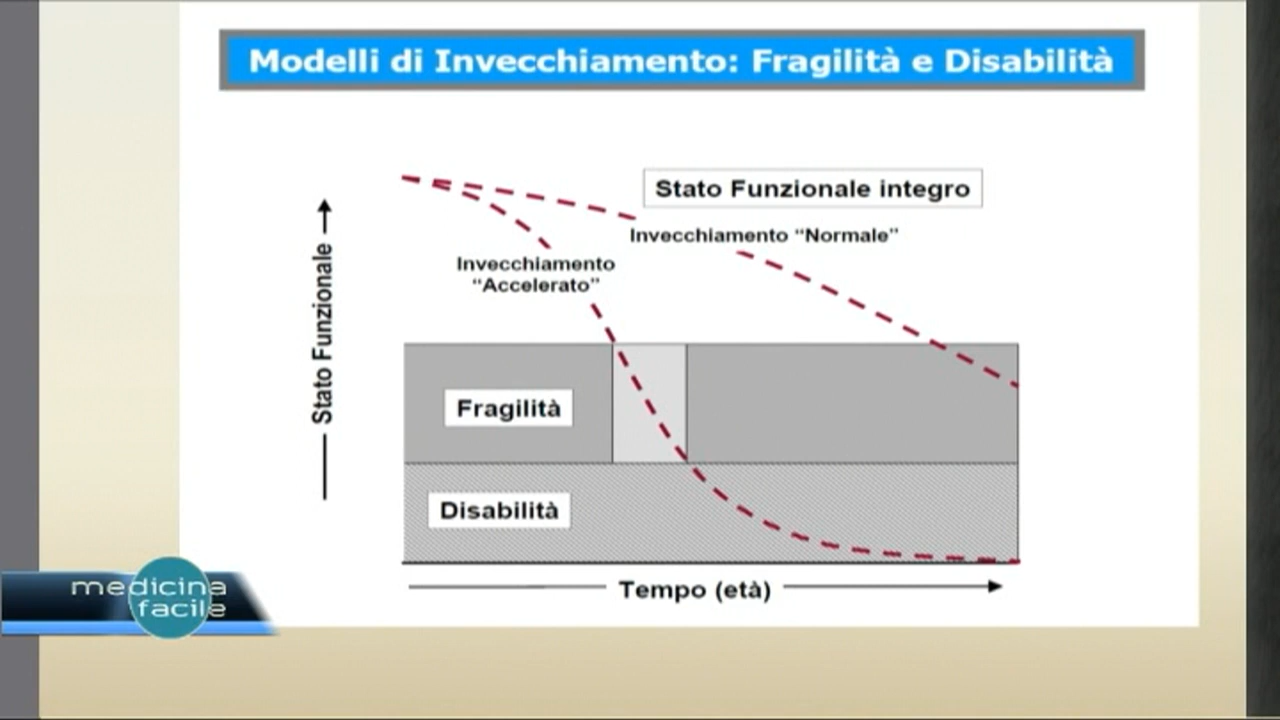 Modelli di Invecchiamento: Fragilità e Disabilità
Stato Funzionale integro
Invecchiamento “Normale”
Invecchiamento
“Accelerato”
Stato Funzionale
Fragilità
Disabilità
Tempo (età)
medicina
facile